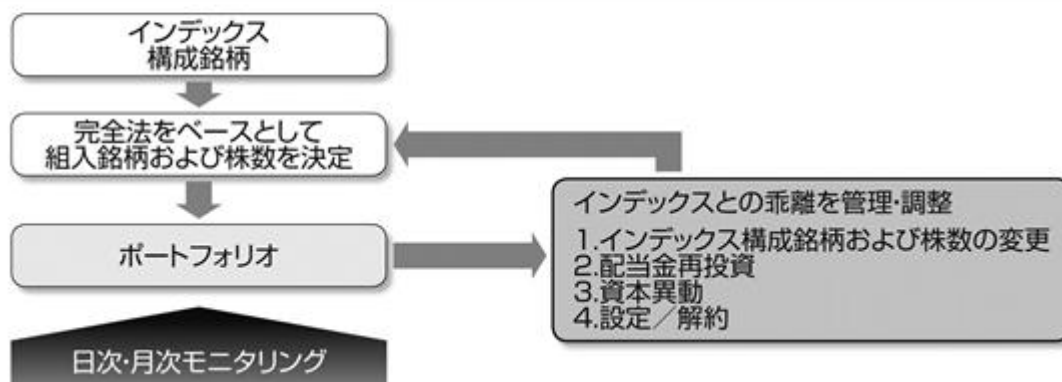 インデックス
構成銘柄
完全法をベースとして
組入銘柄および株数を決定
ポートフォリオ
日次・月次モニタリング
インデックスとの乖離を管理・調整
1.インデックス構成銘柄および株数の変更
2.配当金再投資
3.資本異動
4.設定／解約